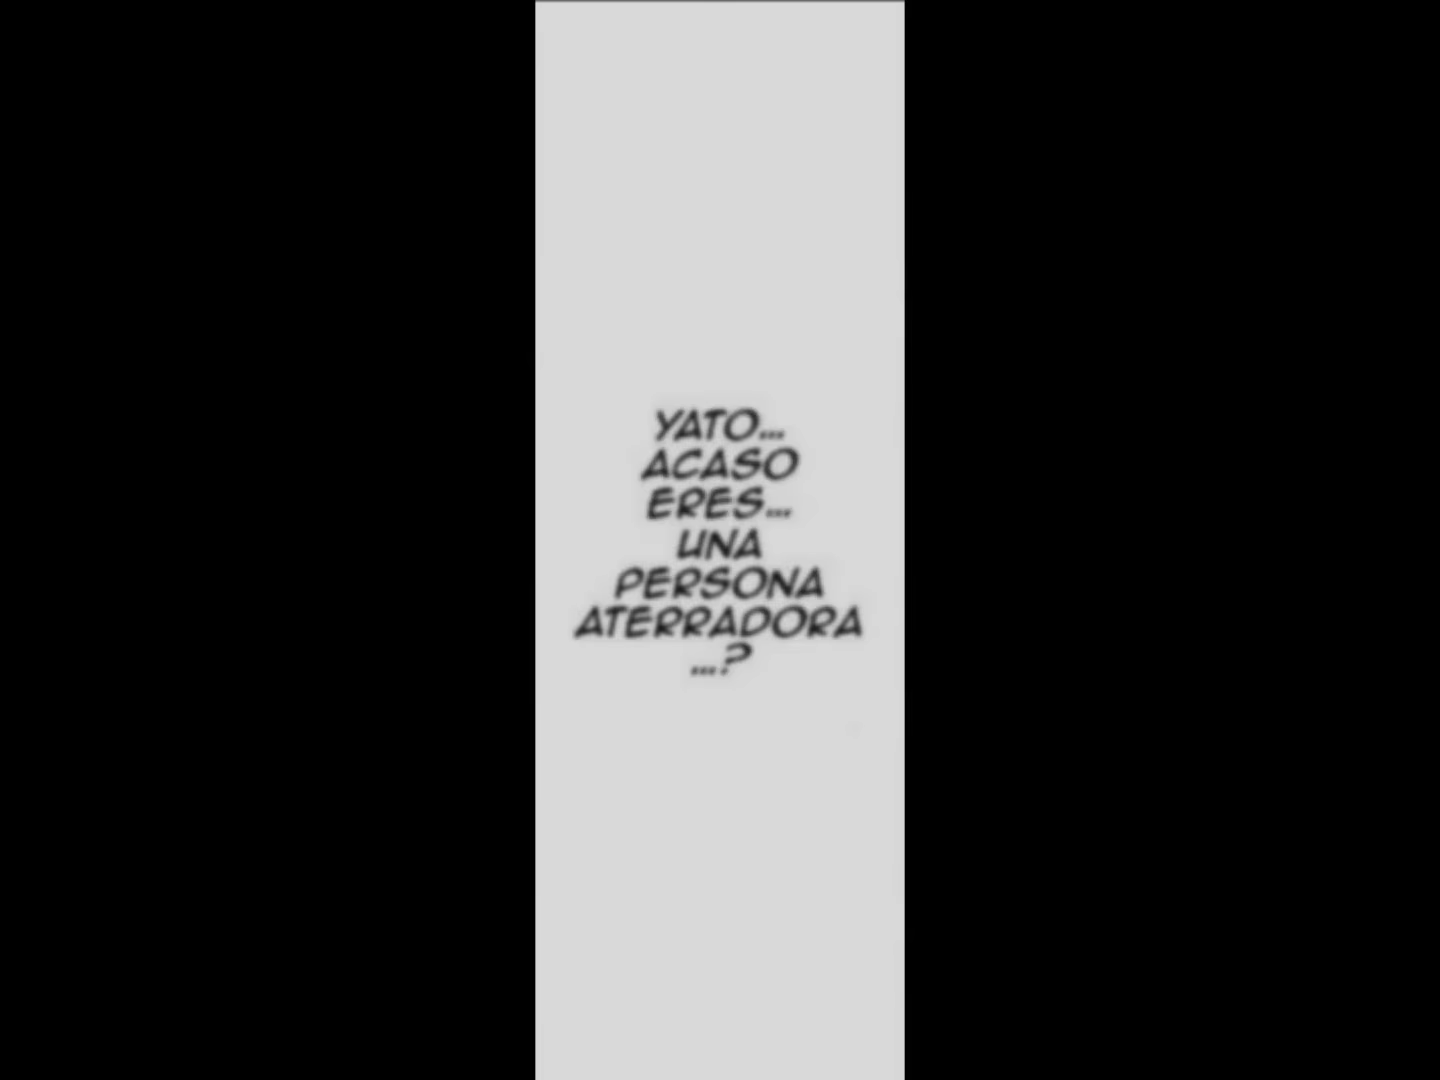 YATO...
ACASO
ERES...
UNA
PERSONA
ATERRADORA
...?